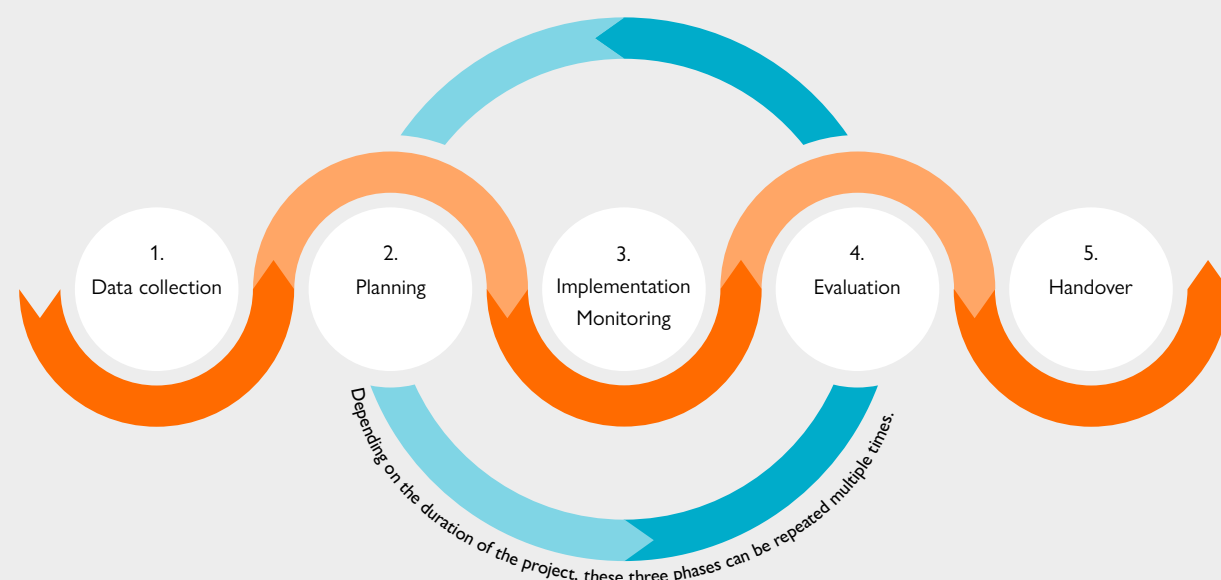 1.
Data collection
2.
Planning
3.
Implementation
Monitoring
4.
Evaluation
5.
Handover
Depending on the duration of the project, these three phases can be repeated multiple times.